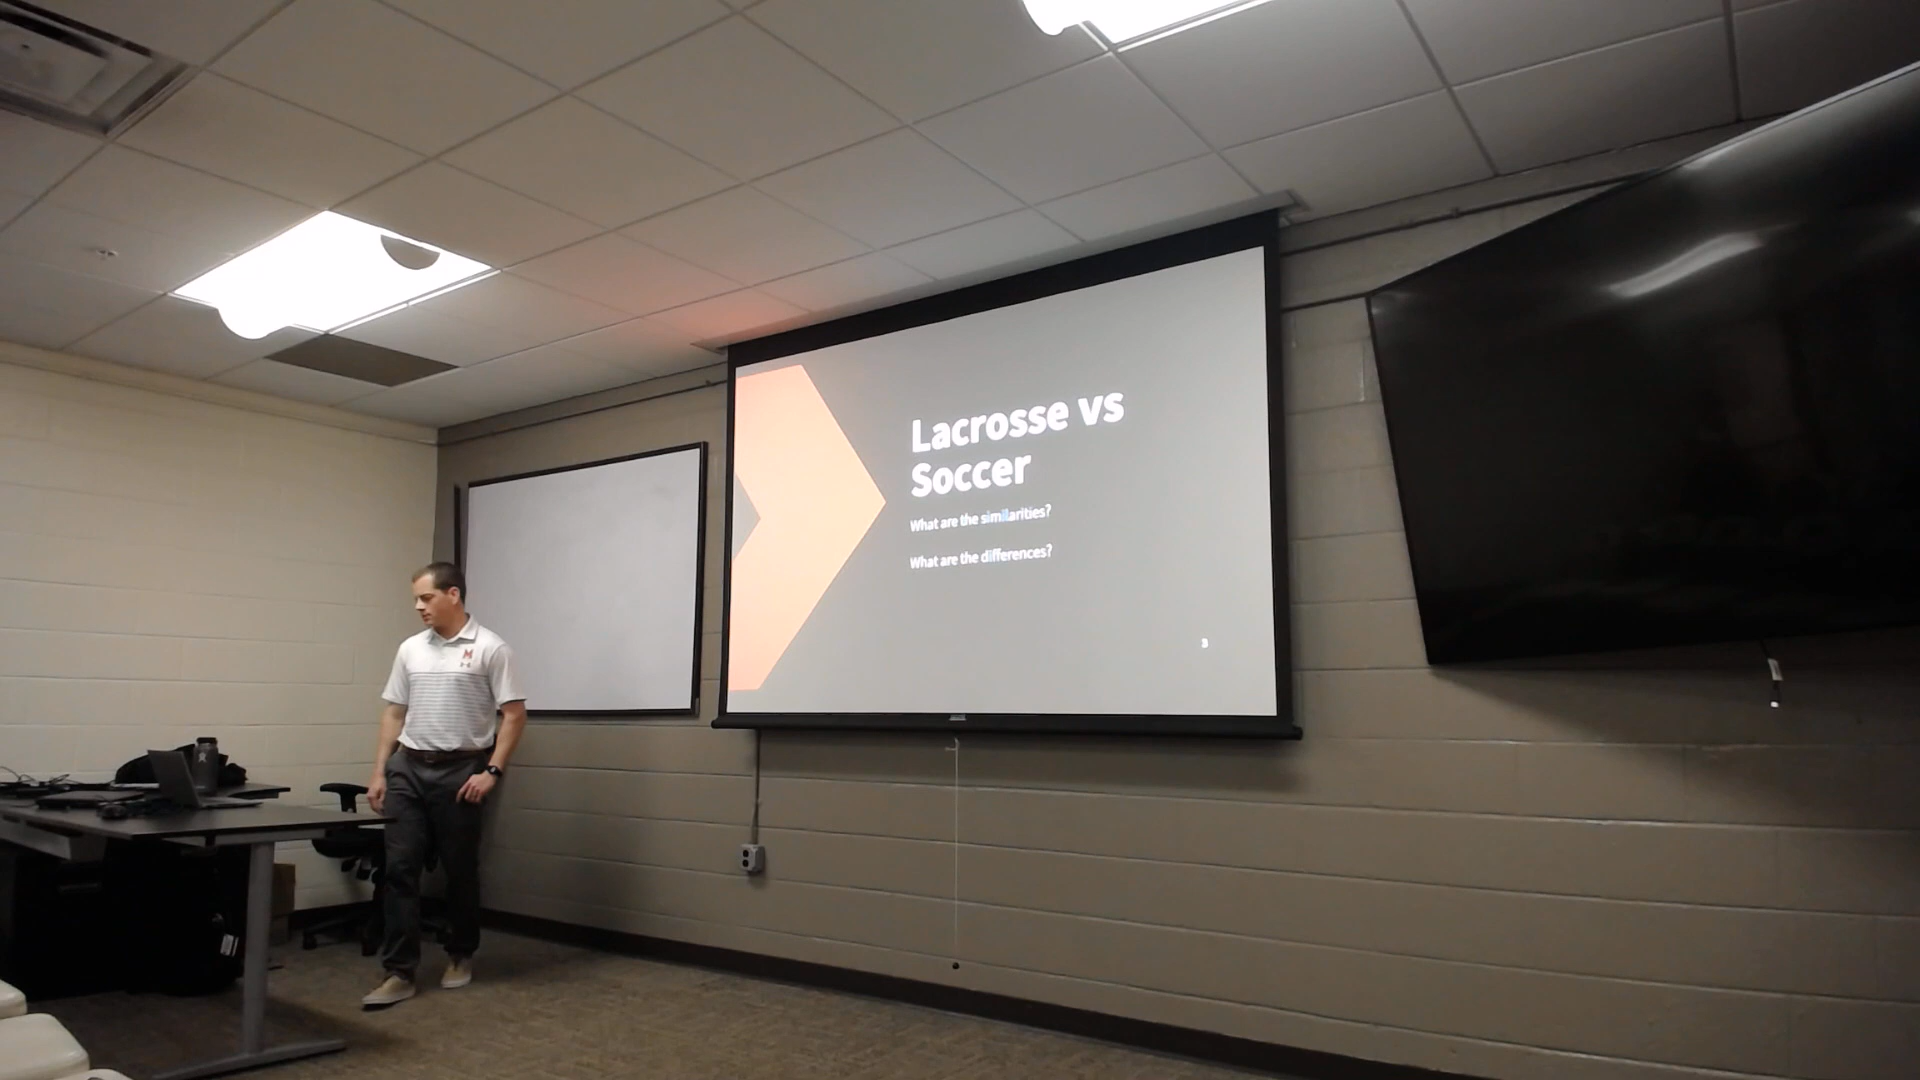 Lacrosse vs
Soccer
What are the similarities?
What are the differences?
3
M